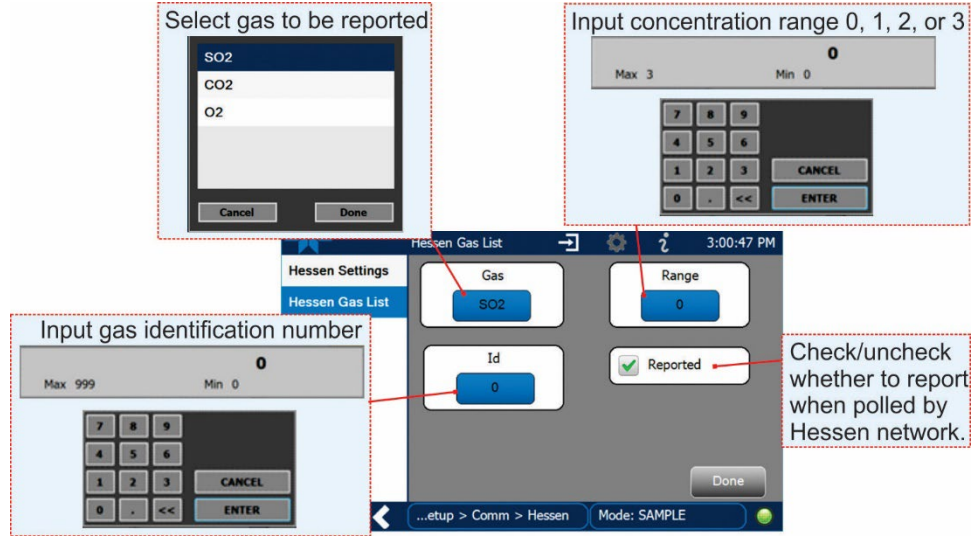 Select gas to be reported
SO2
CO2
O2
Cancel
Done
Input concentration range 0, 1, 2, or 3
0
Max 3
Min 0
7 8 9
4 5 6
1 2 3 CANCEL
0 . << ENTER
Hessen Gas List
3:00:47 PM
Hessen Settings
Hessen Gas List
Gas
SO2
Range
0
Id
0
Reported
Done
...etup > Comm > Hessen
Mode: SAMPLE
Input gas identification number
0
Max 999
Min 0
7 8 9
4 5 6
1 2 3 CANCEL
0 . << ENTER
Check/uncheck
whether to report
when polled by
Hessen network.